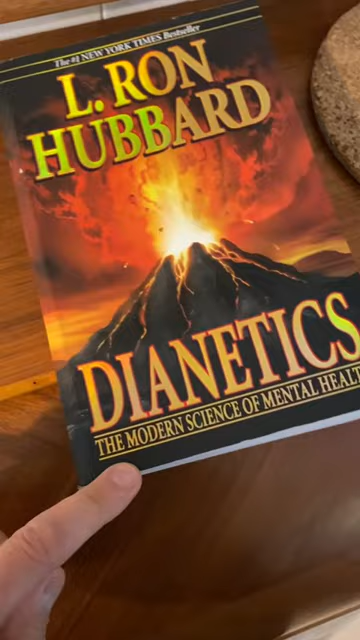 The #1 NEW YORK TIMES Bestseller
L. RON
HUBBARD
DIANETICS
THE MODERN SCIENCE OF MENTAL HEALT